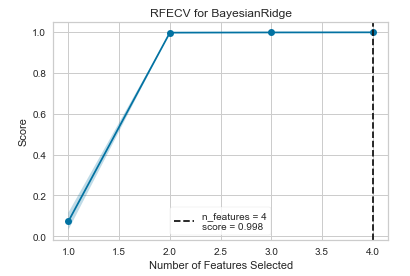 RFECV for BayesianRidge
Score
1.0
0.8
0.6
0.4
0.2
0.0
n_features = 4
score = 0.998
1.0 1.5 2.0 2.5 3.0 3.5 4.0
Number of Features Selected